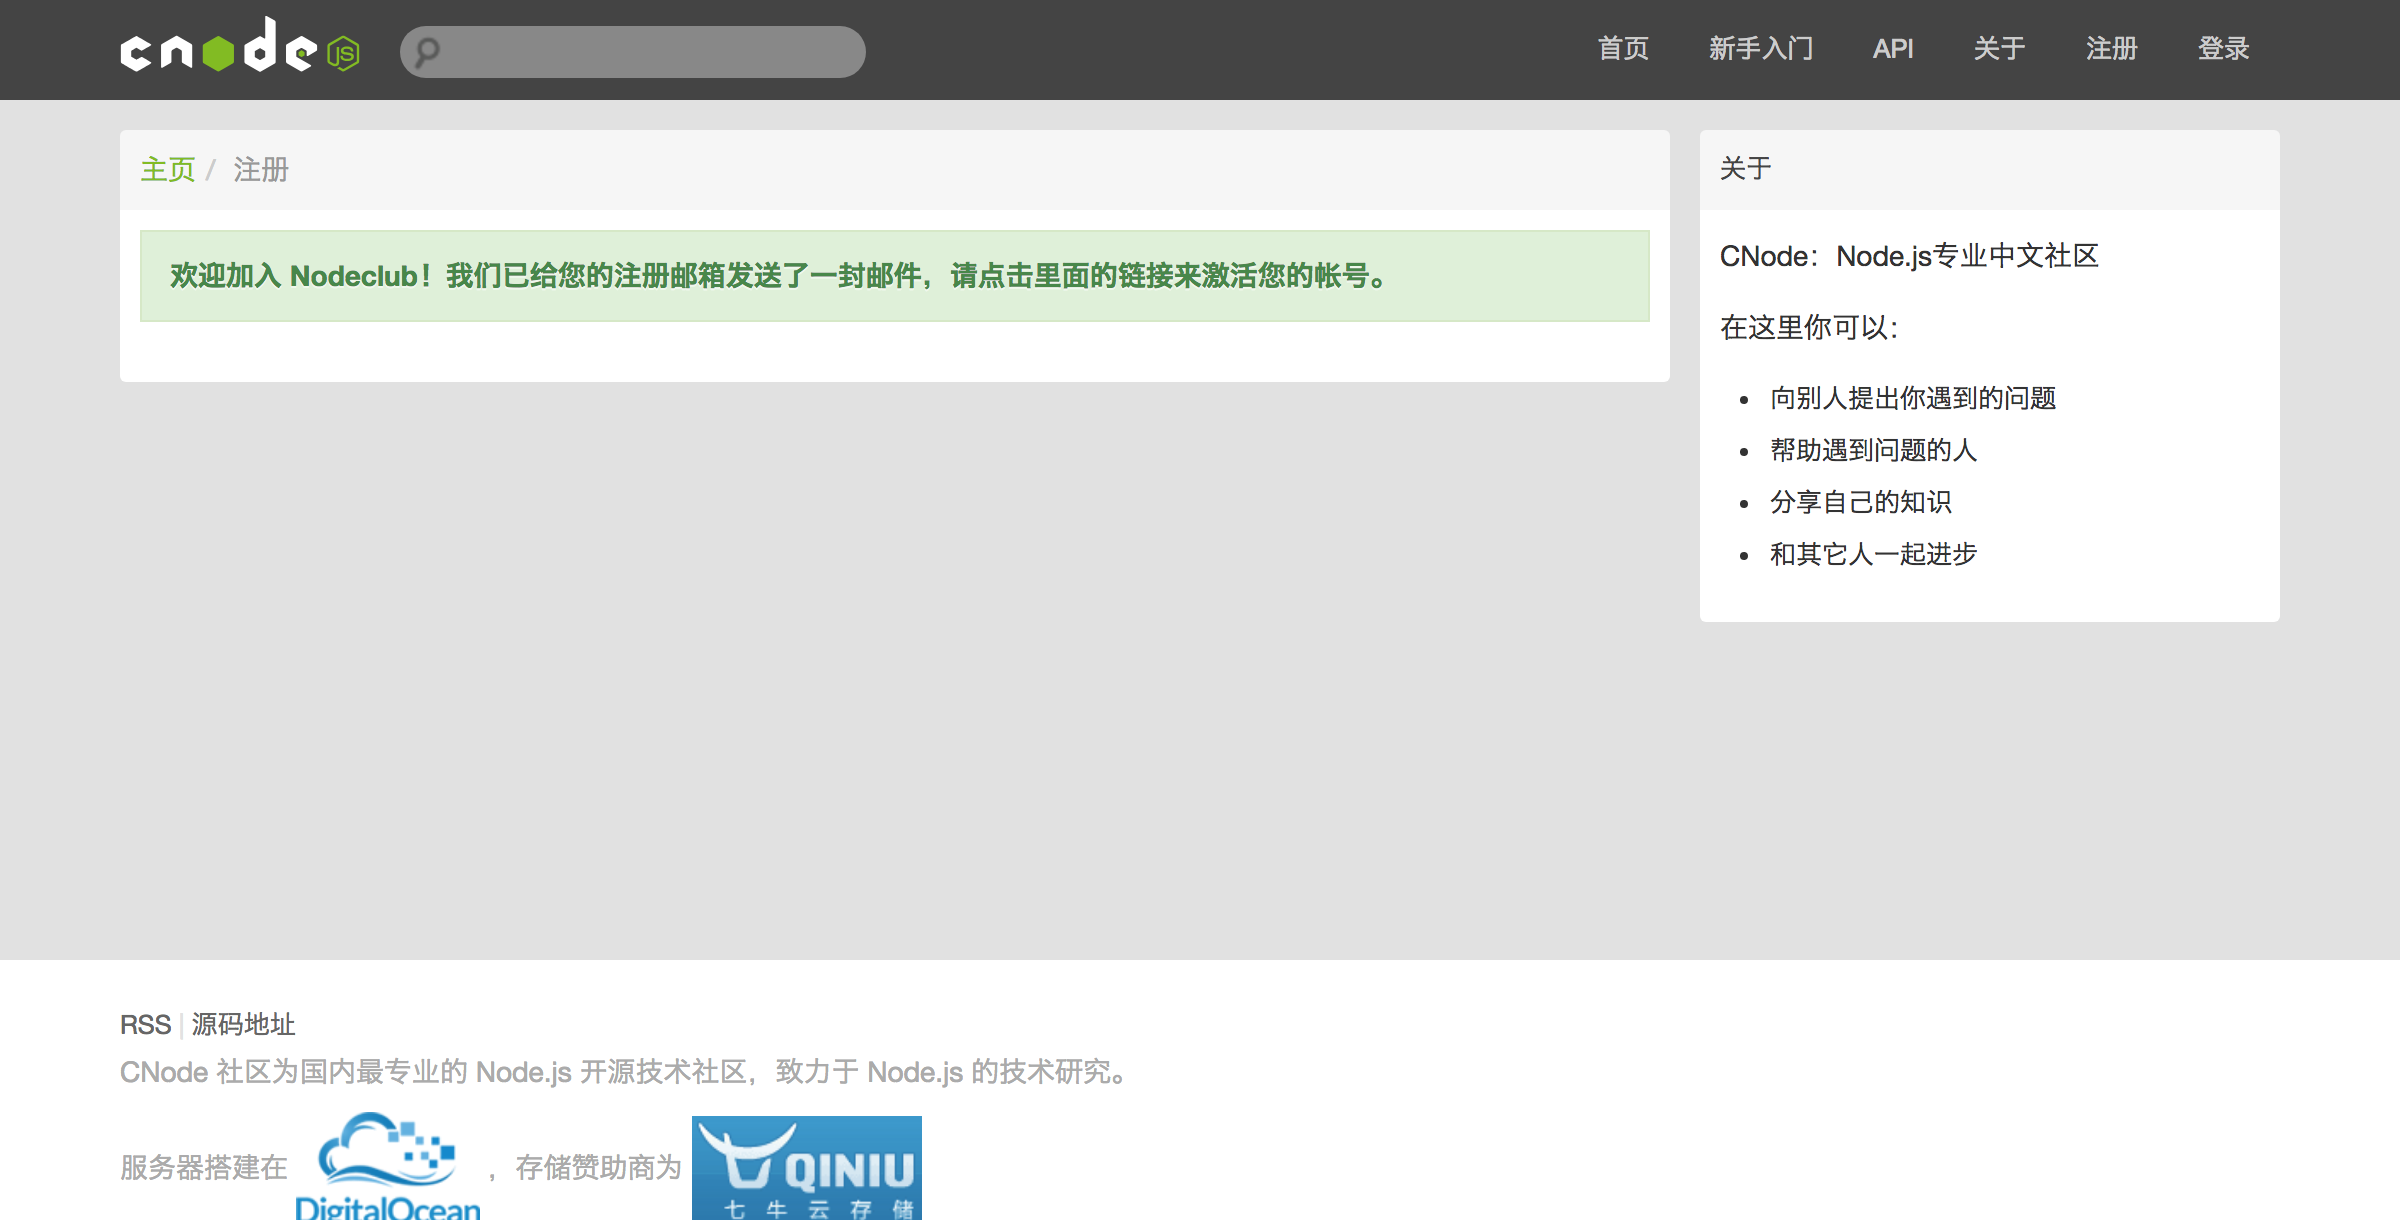 cnode JS
首页 新手入门 API 关于 注册 登录
主页 / 注册
欢迎加入 Nodeclub！我们已给您的注册邮箱发送了一封邮件，请点击里面的链接来激活您的帐号。
关于
CNode：Node.js专业中文社区
在这里你可以：
向别人提出你遇到的问题
帮助遇到问题的人
分享自己的知识
和其它人一起进步
RSS | 源码地址
CNode 社区为国内最专业的 Node.js 开源技术社区，致力于 Node.js 的技术研究。
服务器搭建在 DigitalOcean ，存储赞助商为 QINIU 七牛云存储